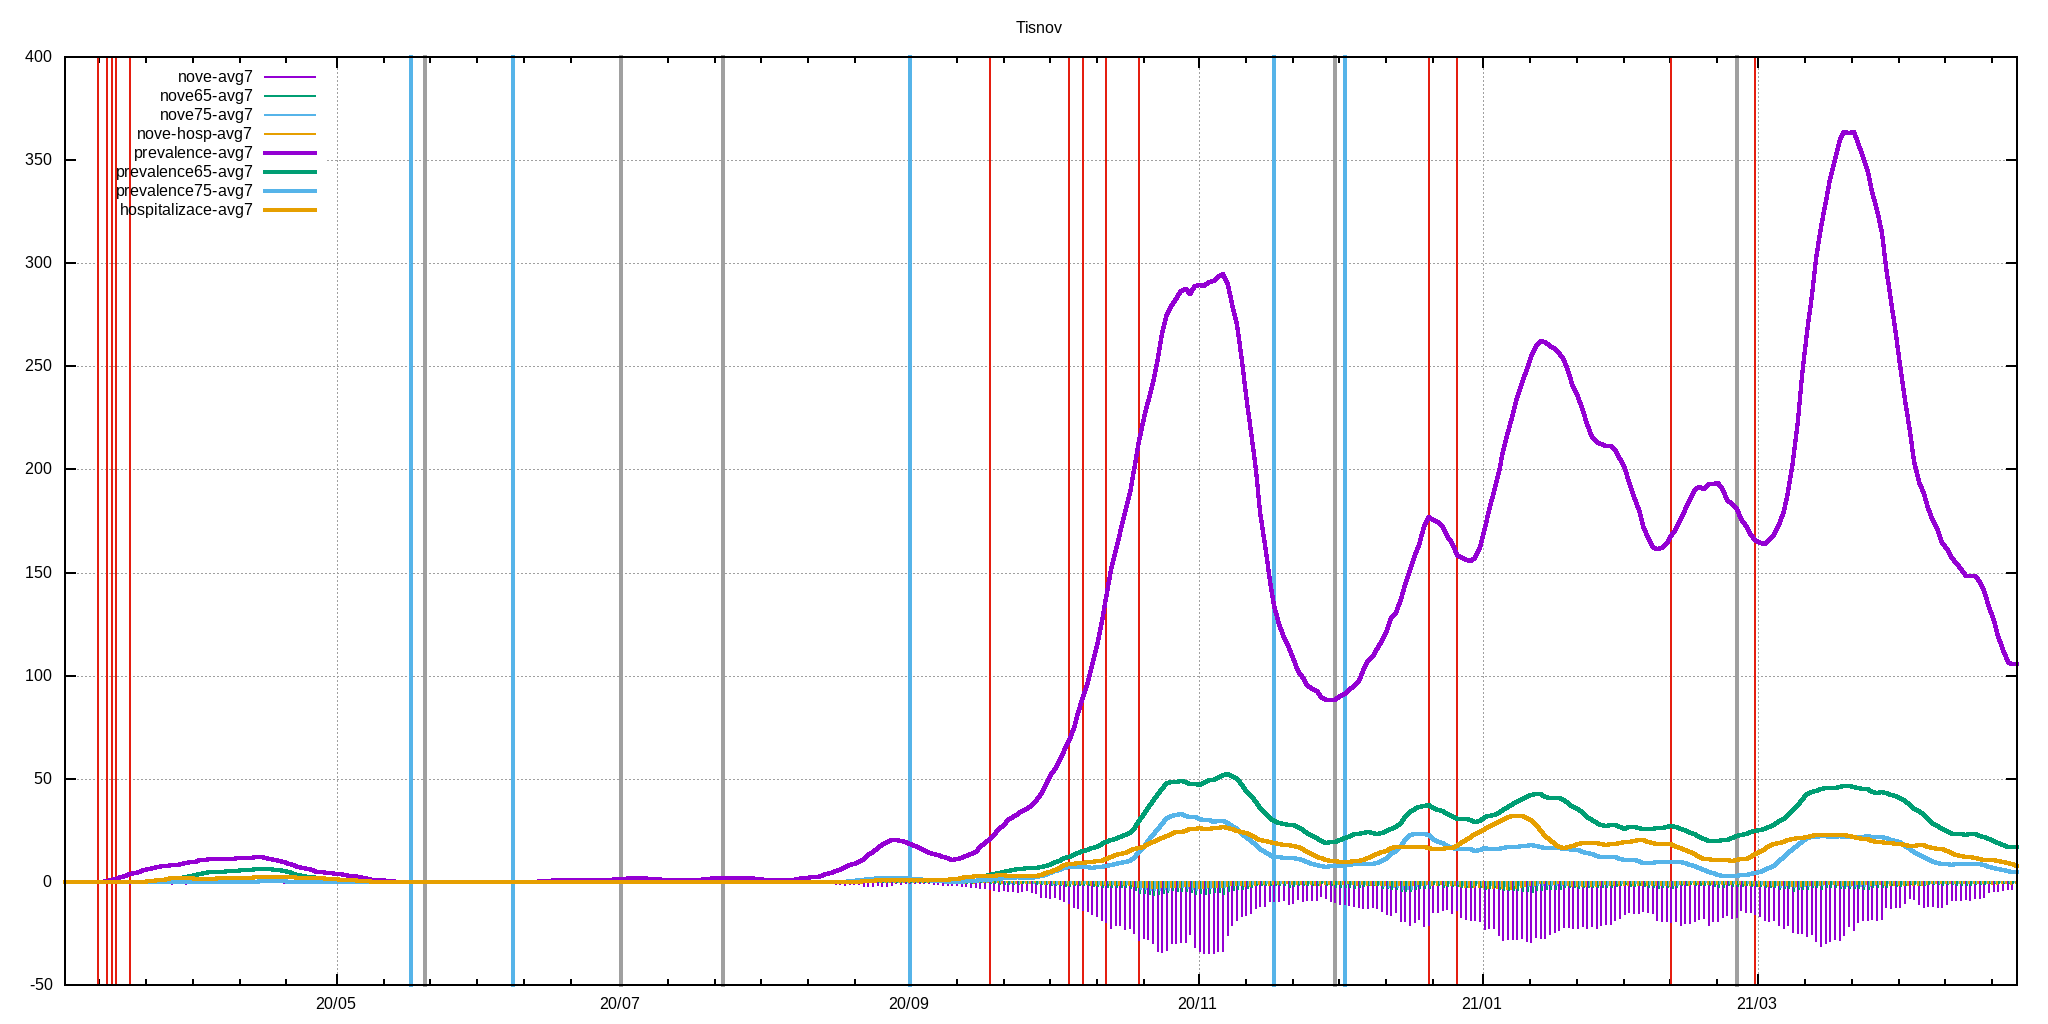 Tisnov
400
350
300
250
200
150
100
50
0
-50
nove-avg7
nove65-avg7
nove75-avg7
nove-hosp-avg7
prevalence-avg7
prevalence65-avg7
prevalence75-avg7
hospitalizace-avg7
20/05 20/07 20/09 20/11 21/01 21/03